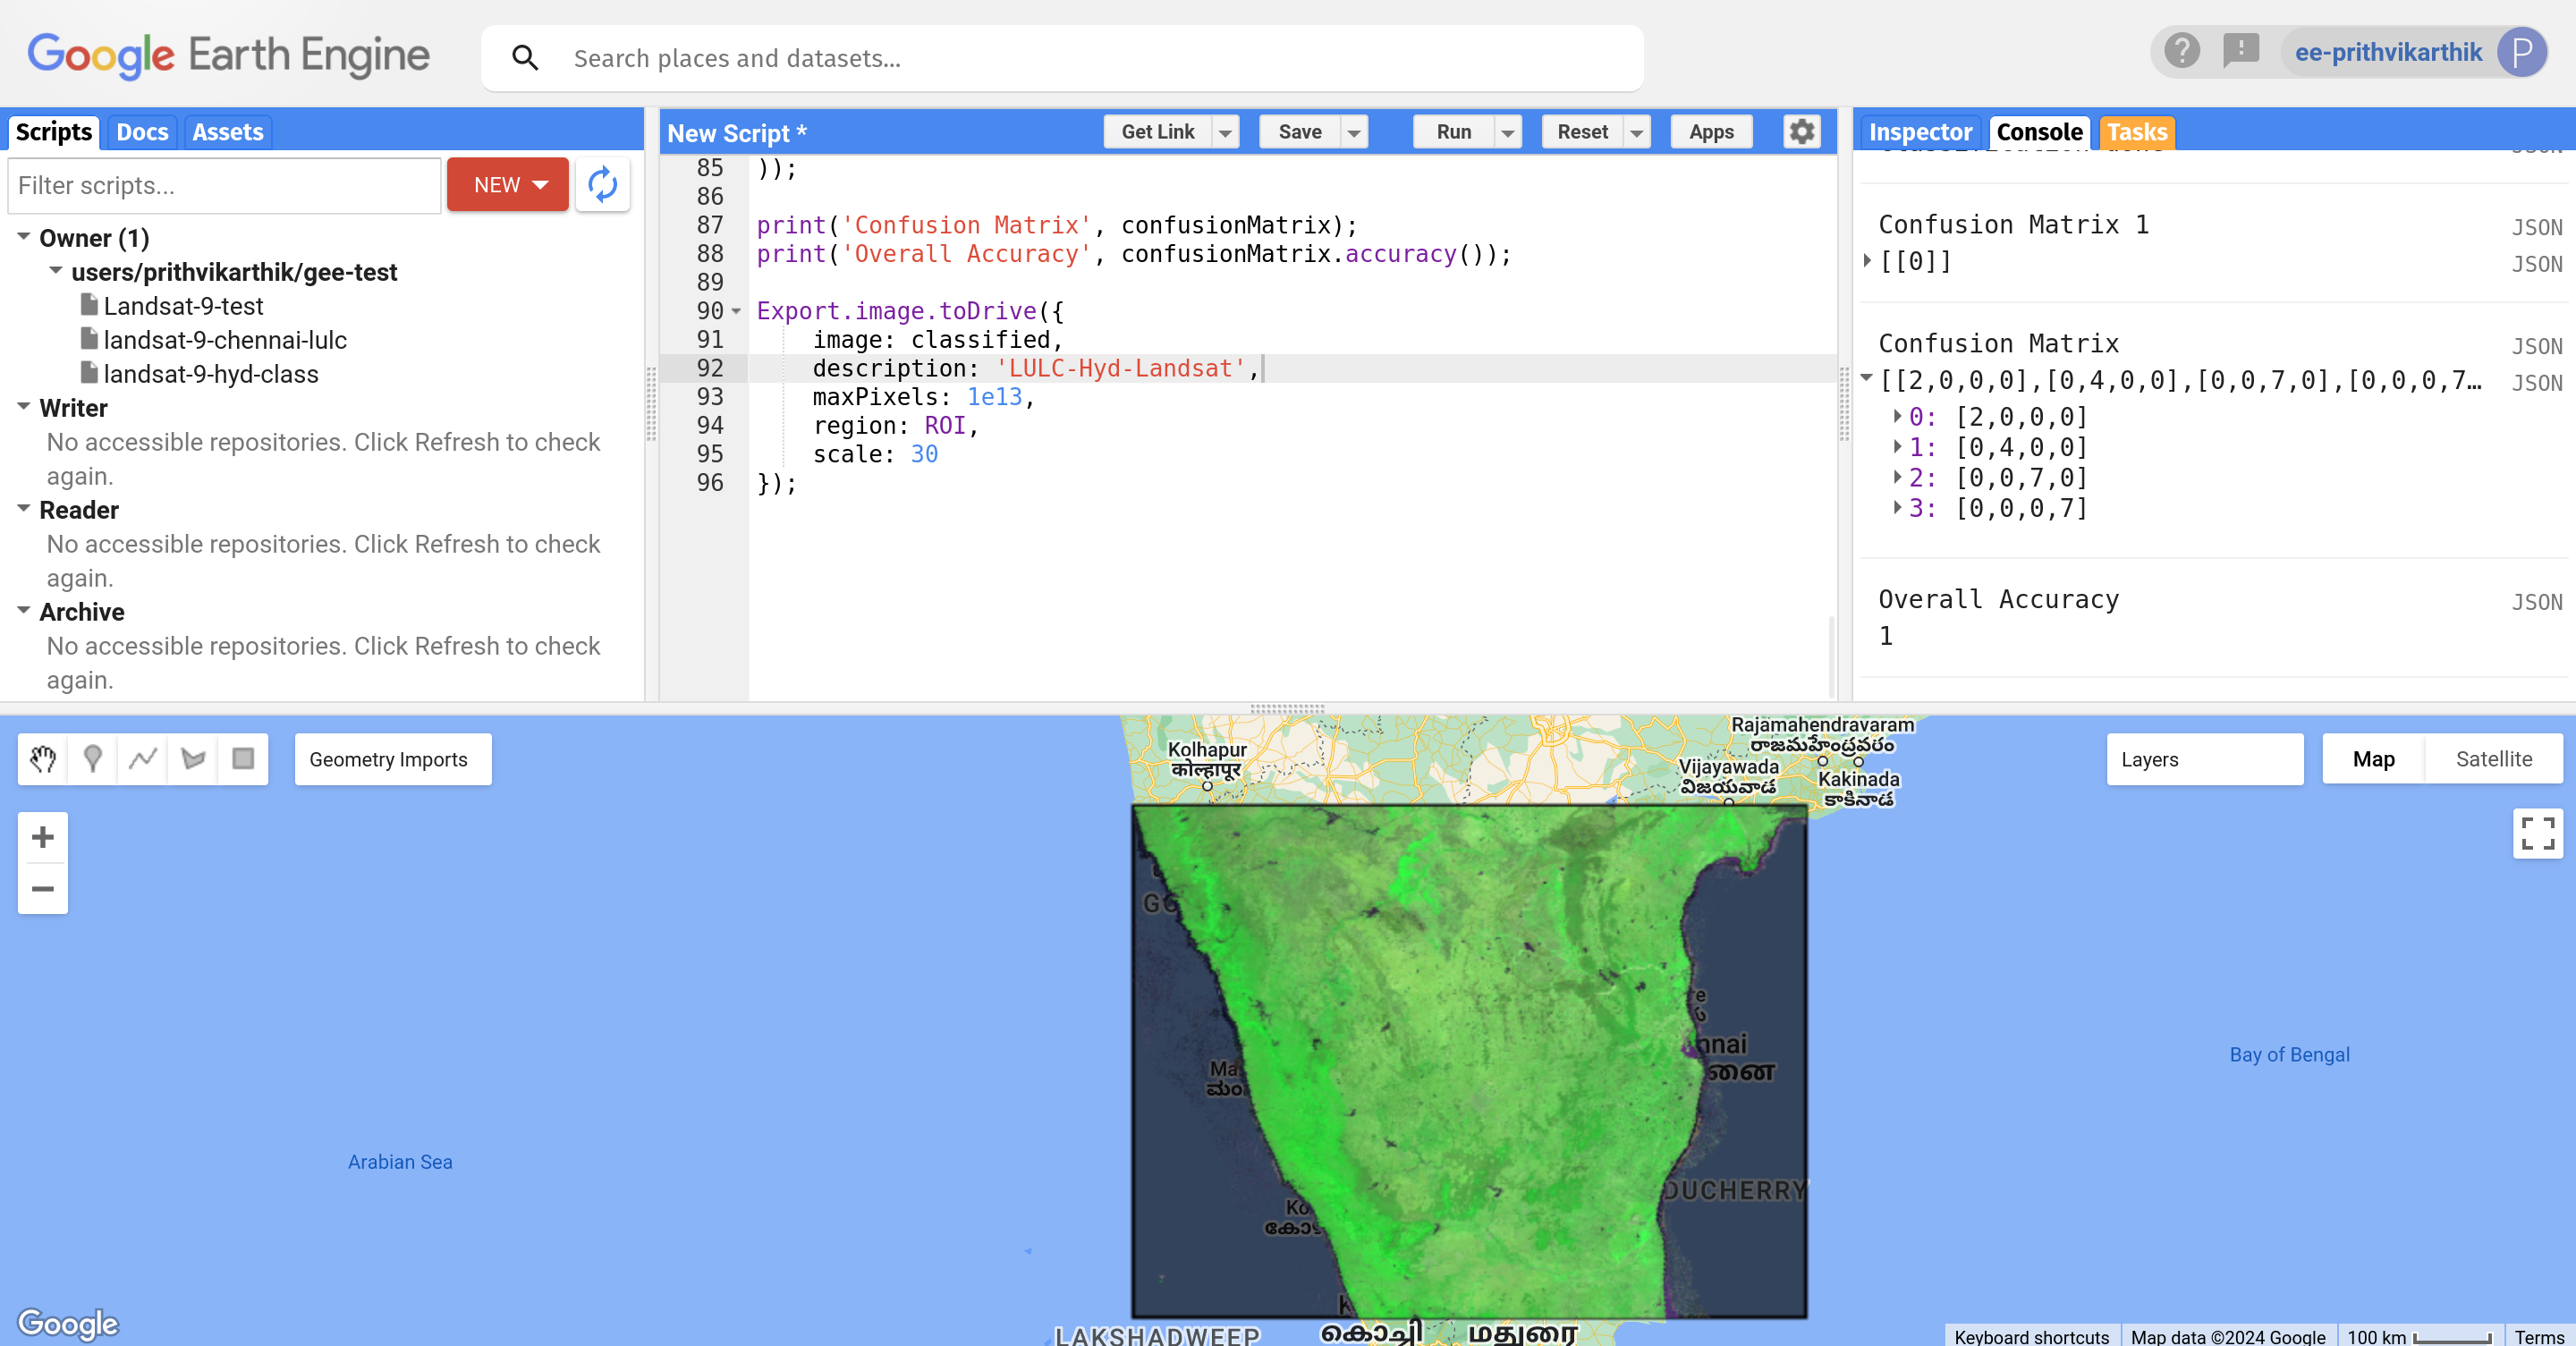 Google Earth Engine
Search places and datasets...
ee-prithvikarthik
P
Scripts
Docs
Assets
Filter scripts...
NEW
Owner (1)
users/prithvikarthik/gee-test
Landsat-9-test
landsat-9-chennai-lulc
landsat-9-hyd-class
Writer
No accessible repositories. Click Refresh to check
again.
Reader
No accessible repositories. Click Refresh to check
again.
Archive
No accessible repositories. Click Refresh to check
again.
New Script *
Get Link
Save
Run
Reset
Apps
85 ));
86
87 print('Confusion Matrix', confusionMatrix);
88 print('Overall Accuracy', confusionMatrix.accuracy());
89
90 Export.image.toDrive({
91 image: classified,
92 description: 'LULC-Hyd-Landsat',
93 maxPixels: 1e13,
94 region: ROI,
95 scale: 30
96 });
Inspector
Console
Tasks
Confusion Matrix 1 JSON
[[0]] JSON
Confusion Matrix JSON
[[2,0,0,0],[0,4,0,0],[0,0,7,0],[0,0,0,7… JSON
0: [2,0,0,0]
1: [0,4,0,0]
2: [0,0,7,0]
3: [0,0,0,7]
Overall Accuracy JSON
1
Geometry Imports
Layers
Map
Satellite
Kolhapur
कोल्हापूर
Rajamahendravaram
రాజమహేంద్రవరం
Vijayawada
విజయవాడ
Kakinada
కాకినాడ
Arabian Sea
Bay of Bengal
DUCHERRY
LAKSHADWEEP
கொச்சி
மதுரை
Google
Keyboard shortcuts
Map data ©2024 Google
100 km
Terms